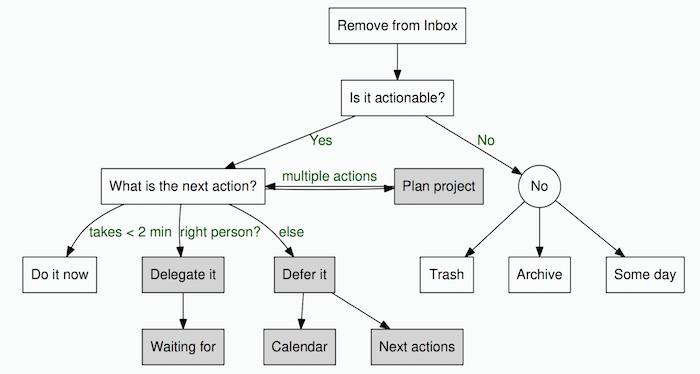 Remove from Inbox
Is it actionable?
Yes
No
multiple actions
What is the next action?
Plan project
No
takes < 2 min
right person?
else
Do it now
Delegate it
Defer it
Trash
Archive
Some day
Waiting for
Calendar
Next actions